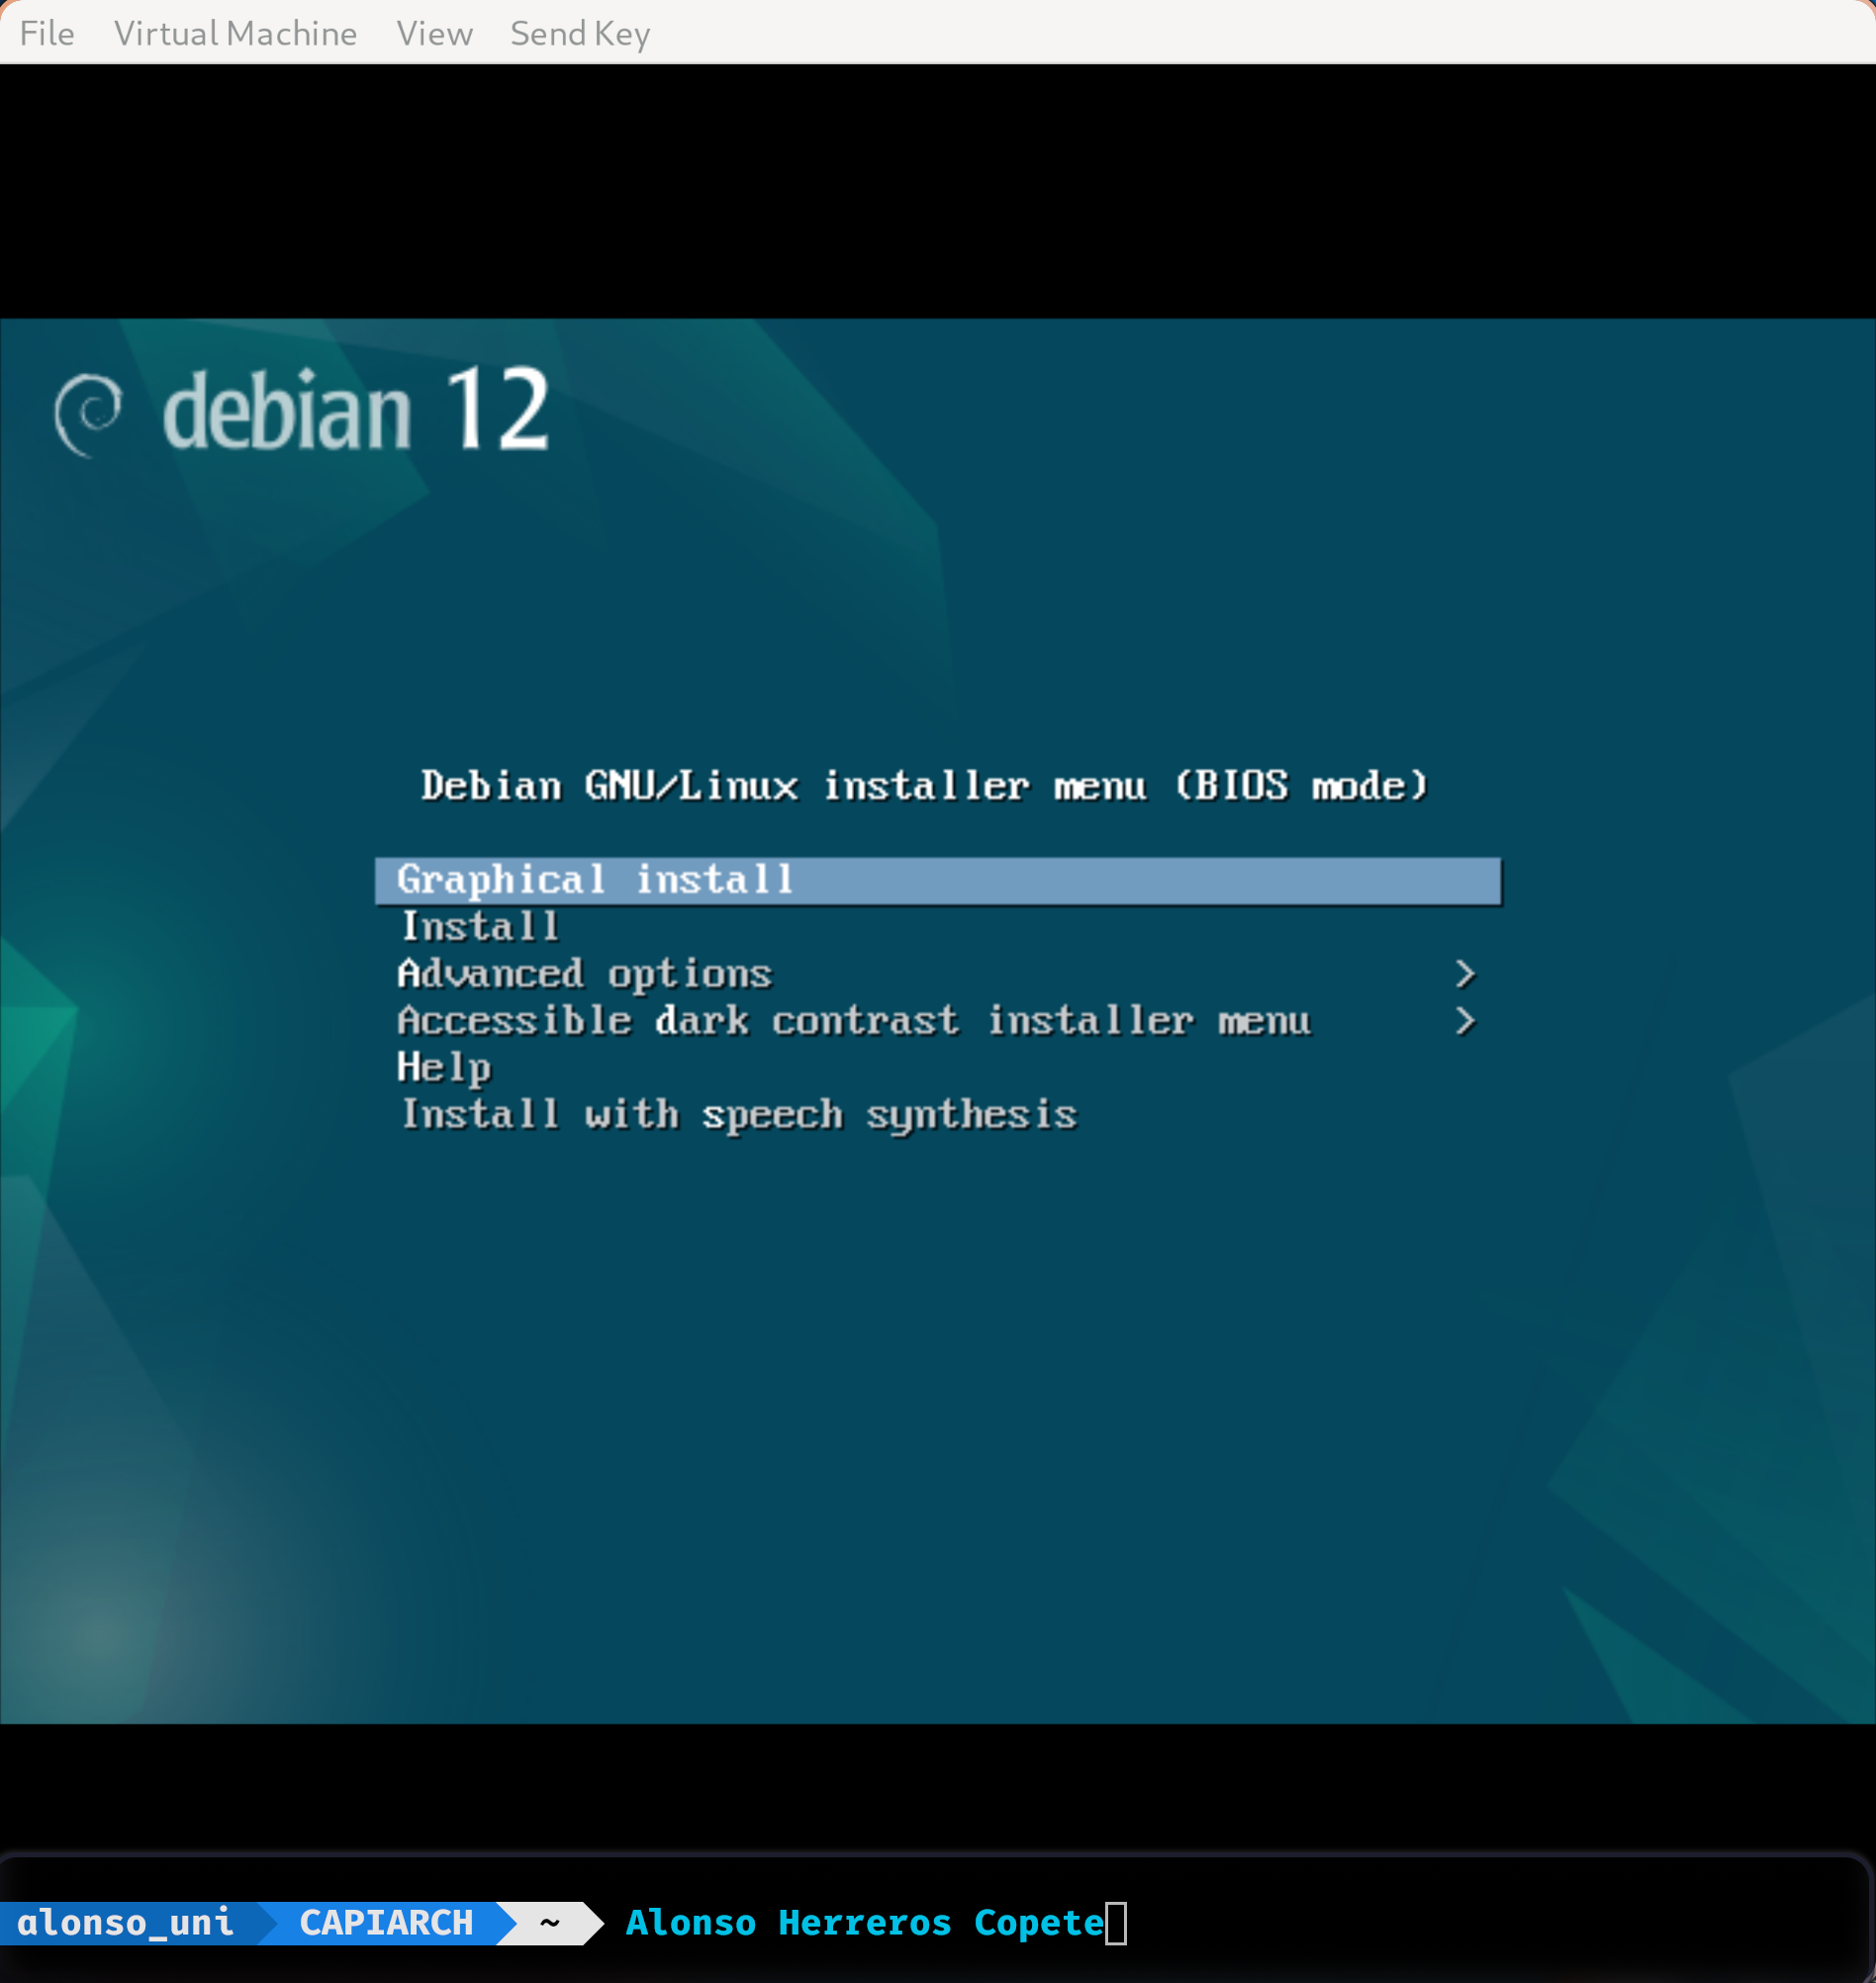 File Virtual Machine View Send Key
debian 12
Debian GNU/Linux installer menu (BIOS mode)
Graphical install
Install
Advanced options >
Accessible dark contrast installer menu >
Help
Install with speech synthesis
alonso_uni CAPIARCH ~ Alonso Herreros Copete